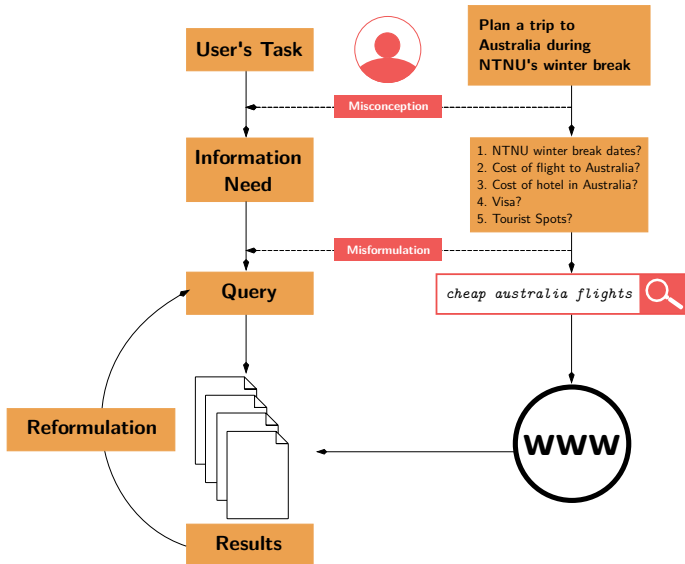 User's Task
Plan a trip to
Australia during
NTNU's winter break
Misconception
Information
Need
1. NTNU winter break dates?
2. Cost of flight to Australia?
3. Cost of hotel in Australia?
4. Visa?
5. Tourist Spots?
Misformulation
Query
cheap australia flights
Reformulation
www
Results